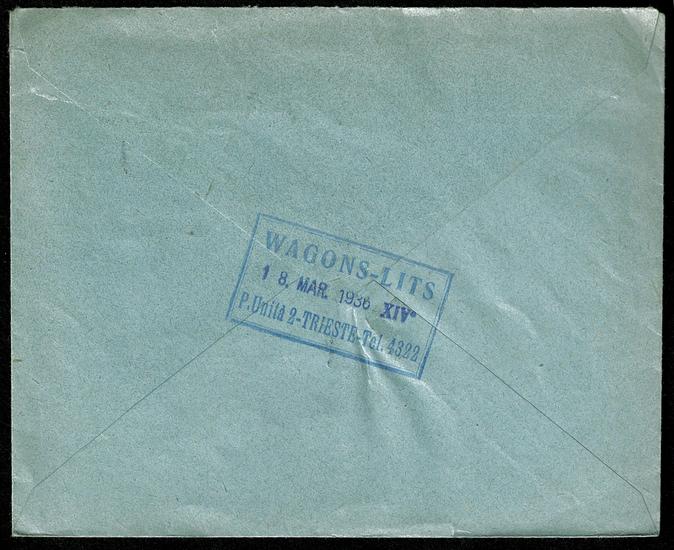 WAGONS-LITS
1 8. MAR. 1936 XIV°
P.Unità 2-TRIESTE-Tel. 4322